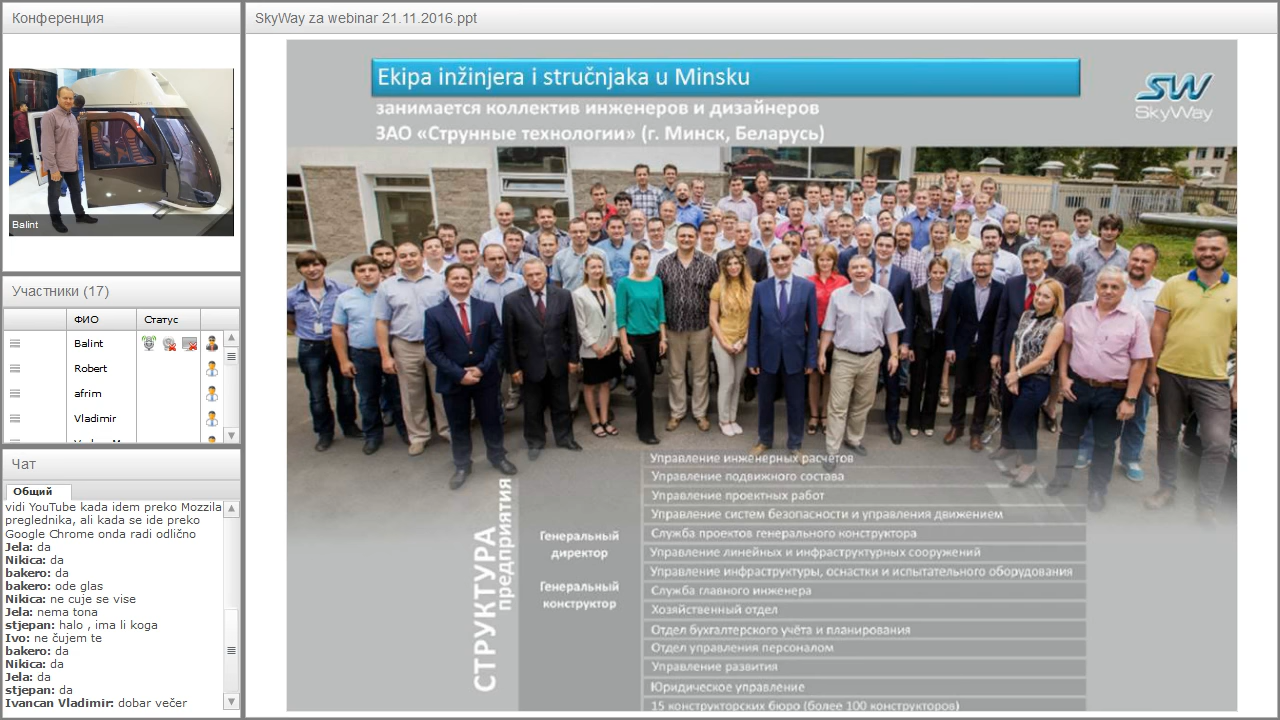 Конференция
Balint
Участники (17)
ФИО Статус
Balint
Robert
afrim
Vladimir
Чат
Общий
vidi YouTube kada idem preko Mozzila
preglednika, ali kada se ide preko
Google Chrome onda radi odlično
Jela: da
Nikica: da
bakero: da
bakero: ode glas
Nikica: ne cuje se vise
Jela: nema tona
stjepan: halo , ima li koga
Ivo: ne čujem te
bakero: da
Nikica: da
Jela: da
stjepan: da
Ivancan Vladimir: dobar večer
SkyWay za webinar 21.11.2016.ppt
Ekipa inžinjera i stručnjaka u Minsku
занимается коллектив инженеров и дизайнеров
ЗАО «Струнные технологии» (г. Минск, Беларусь)
SW
SkyWay
СТРУКТУРА
предприятия
Генеральный
директор
Генеральный
конструктор
Управление инженерных расчётов
Управление подвижного состава
Управление проектных работ
Управление систем безопасности и управления движением
Служба проектов генерального конструктора
Управление линейных и инфраструктурных сооружений
Управление инфраструктуры, оснастки и испытательного оборудования
Служба главного инженера
Хозяйственный отдел
Отдел бухгалтерского учёта и планирования
Отдел управления персоналом
Управление развития
Юридическое управление
15 конструкторских бюро (более 100 конструкторов)